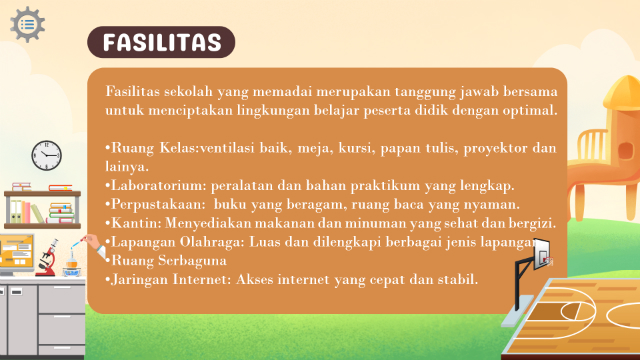 FASILITAS
Fasilitas sekolah yang memadai merupakan tanggung jawab bersama
untuk menciptakan lingkungan belajar peserta didik dengan optimal.
•Ruang Kelas:ventilasi baik, meja, kursi, papan tulis, proyektor dan
lainya.
•Laboratorium: peralatan dan bahan praktikum yang lengkap.
•Perpustakaan: buku yang beragam, ruang baca yang nyaman.
•Kantin: Menyediakan makanan dan minuman yang sehat dan bergizi.
•Lapangan Olahraga: Luas dan dilengkapi berbagai jenis lapangan
•Ruang Serbaguna
•Jaringan Internet: Akses internet yang cepat dan stabil.